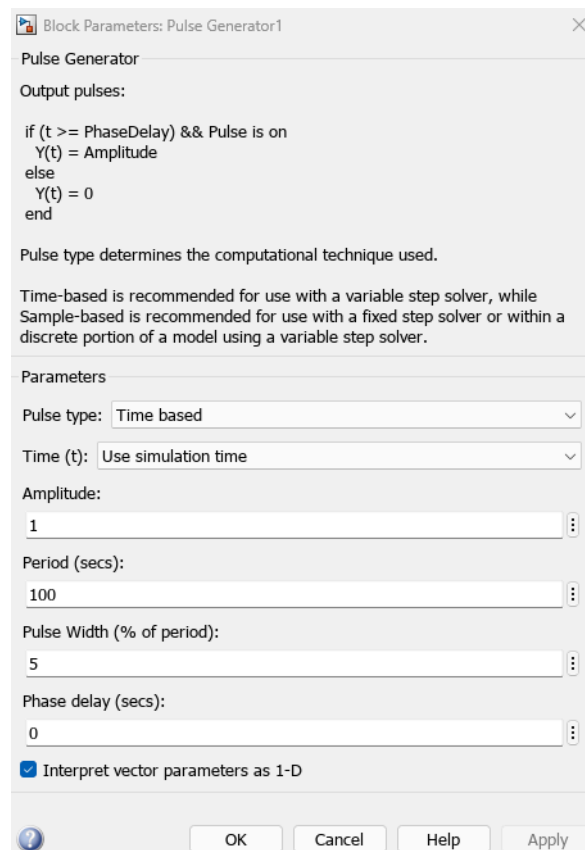 Block Parameters: Pulse Generator1
Pulse Generator
Output pulses:
if (t >= PhaseDelay) && Pulse is on
Y(t) = Amplitude
else
Y(t) = 0
end
Pulse type determines the computational technique used.
Time-based is recommended for use with a variable step solver, while
Sample-based is recommended for use with a fixed step solver or within a
discrete portion of a model using a variable step solver.
Parameters
Pulse type: Time based
Time (t): Use simulation time
Amplitude:
1
Period (secs):
100
Pulse Width (% of period):
5
Phase delay (secs):
0
Interpret vector parameters as 1-D
? OK Cancel Help Apply